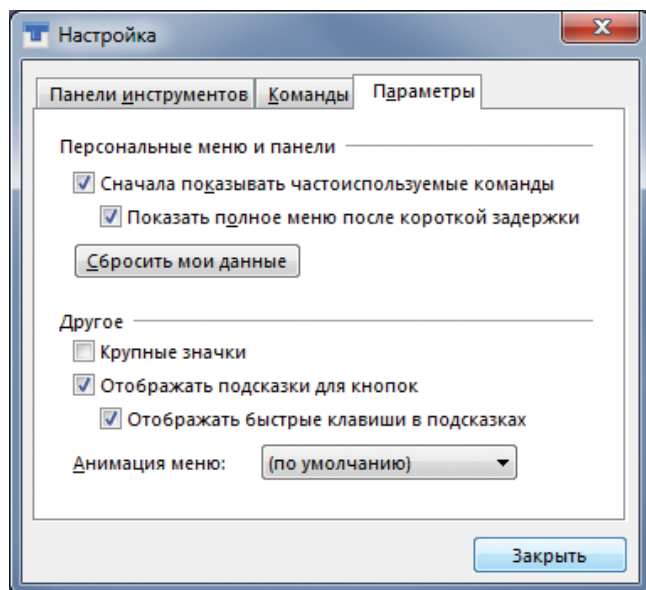 Настройка
Панели инструментов Команды Параметры
Персональные меню и панели
Сначала показывать частоиспользуемые команды
Показать полное меню после короткой задержки
Сбросить мои данные
Другое
Крупные значки
Отображать подсказки для кнопок
Отображать быстрые клавиши в подсказках
Анимация меню: (по умолчанию)
Закрыть